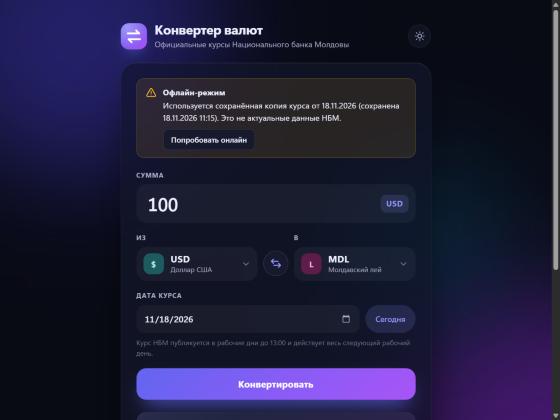 Конвертер валют
Официальные курсы Национального банка Молдовы
Офлайн-режим
Используется сохранённая копия курса от 18.11.2026 (сохранена
18.11.2026 11:15). Это не актуальные данные НБМ.
Попробовать онлайн
СУММА
100
USD
ИЗ
В
$
USD
Доллар США
L
MDL
Молдавский лей
ДАТА КУРСА
11/18/2026
Сегодня
Курс НБМ публикуется в рабочие дни до 13:00 и действует весь следующий рабочий
день.
Конвертировать